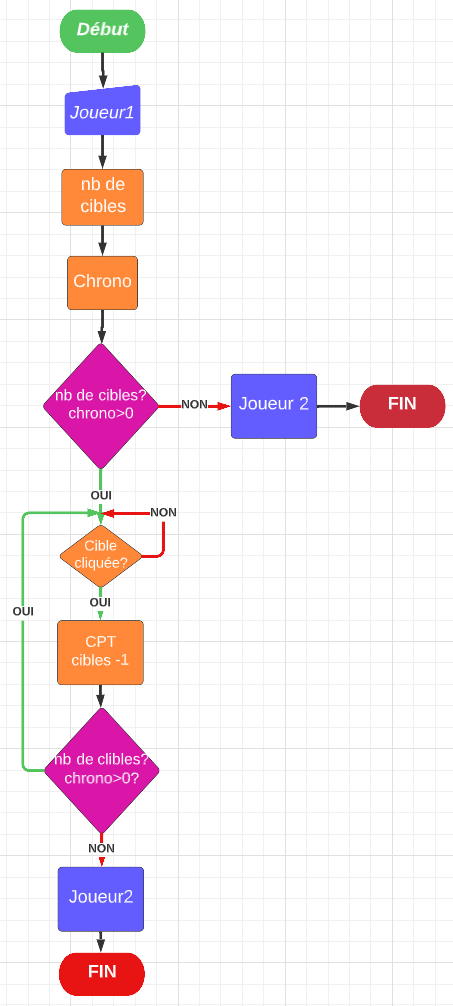 Début
Joueur1
nb de
cibles
Chrono
nb de cibles?
chrono>0
NON
Joueur 2
FIN
OUI
NON
Cible
cliquée?
OUI
OUI
CPT
cibles -1
nb de clibles?
chrono>0?
NON
Joueur2
FIN